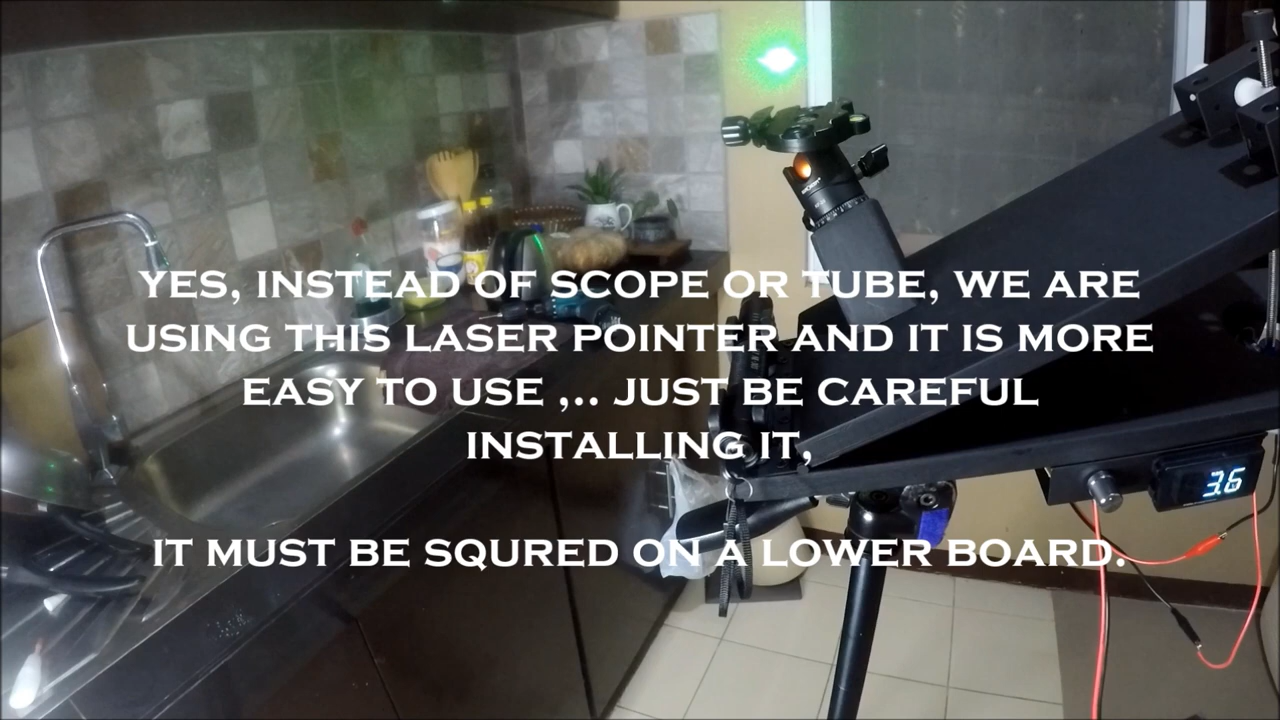 YES, INSTEAD OF SCOPE OR TUBE, WE ARE
USING THIS LASER POINTER AND IT IS MORE
EASY TO USE ,.. JUST BE CAREFUL
INSTALLING IT,
IT MUST BE SQURED ON A LOWER BOARD.
3.6